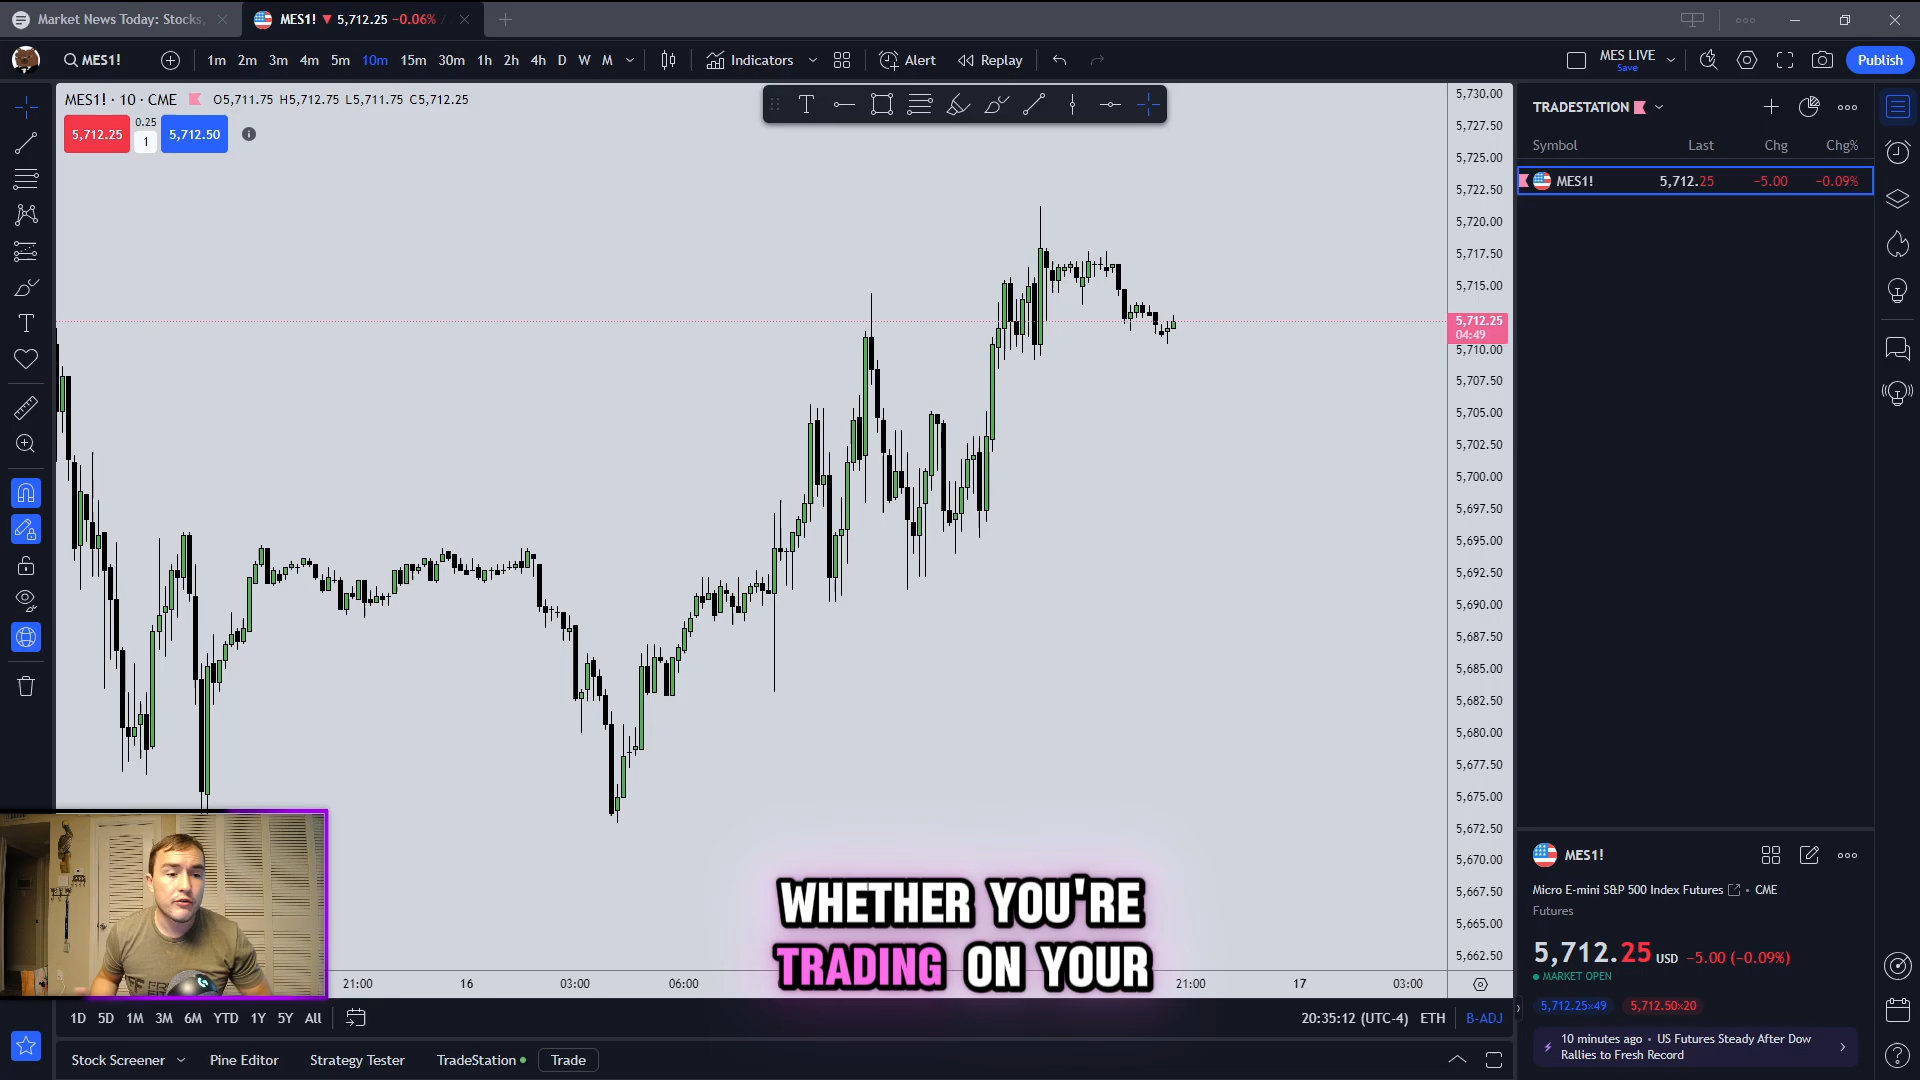 Market News Today: Stocks,
MES1! ▼ 5,712.25 -0.06% /
MES1!
1m 2m 3m 4m 5m 10m 15m 30m 1h 2h 4h D W M
Indicators
Alert
Replay
MES LIVE
Save
Publish
MES1! · 10 · CME
O5,711.75 H5,712.75 L5,711.75 C5,712.25
5,712.25
0.25
1
5,712.50
5,730.00
5,727.50
5,725.00
5,722.50
5,720.00
5,717.50
5,715.00
5,712.25
04:49
5,710.00
5,707.50
5,705.00
5,702.50
5,700.00
5,697.50
5,695.00
5,692.50
5,690.00
5,687.50
5,685.00
5,682.50
5,680.00
5,677.50
5,675.00
5,672.50
5,670.00
5,667.50
5,665.00
5,662.50
TRADESTATION
Symbol Last Chg Chg%
MES1! 5,712.25 −5.00 −0.09%
WHETHER YOU'RE
TRADING ON YOUR
21:00 16 03:00 06:00 21:00 17 03:00
1D 5D 1M 3M 6M YTD 1Y 5Y All
20:35:12 (UTC-4) ETH B-ADJ
Stock Screener Pine Editor Strategy Tester TradeStation Trade
MES1!
Micro E-mini S&P 500 Index Futures • CME
Futures
5,712.25 USD −5.00 (−0.09%)
MARKET OPEN
5,712.25×49 5,712.50×20
10 minutes ago • US Futures Steady After Dow
Rallies to Fresh Record